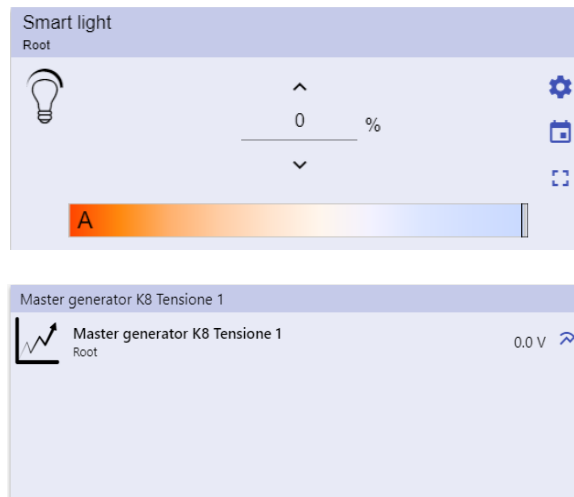 Smart light
Root
0 %
A
Master generator K8 Tensione 1
Master generator K8 Tensione 1
0.0 V
Root